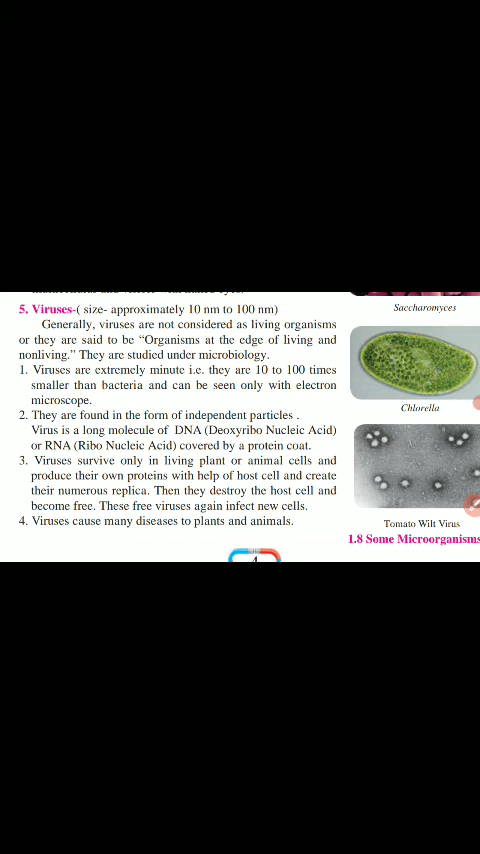 5. Viruses-( size- approximately 10 nm to 100 nm)
Generally, viruses are not considered as living organisms
or they are said to be “Organisms at the edge of living and
nonliving.” They are studied under microbiology.
1. Viruses are extremely minute i.e. they are 10 to 100 times
smaller than bacteria and can be seen only with electron
microscope.
2. They are found in the form of independent particles .
Virus is a long molecule of DNA (Deoxyribo Nucleic Acid)
or RNA (Ribo Nucleic Acid) covered by a protein coat.
3. Viruses survive only in living plant or animal cells and
produce their own proteins with help of host cell and create
their numerous replica. Then they destroy the host cell and
become free. These free viruses again infect new cells.
4. Viruses cause many diseases to plants and animals.
Saccharomyces
Chlorella
Tomato Wilt Virus
1.8 Some Microorganisms
4